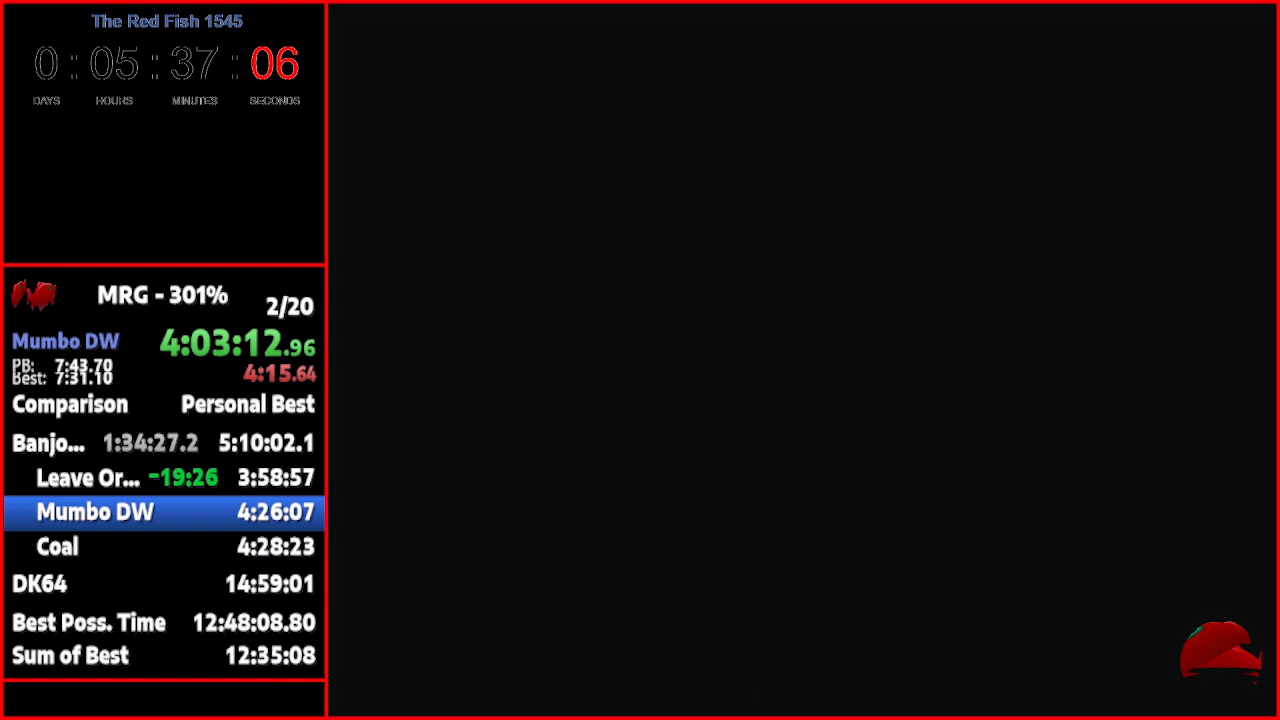 The Red Fish 1545
0 : 05 : 37 : 06
DAYS HOURS MINUTES SECONDS
MRG - 301%
2/20
Mumbo DW 4:03:12.96
PB: 7:43.70
Best: 7:31.10
4:15.64
Comparison Personal Best
Banjo... 1:34:27.2 5:10:02.1
Leave Or... -19:26 3:58:57
Mumbo DW 4:26:07
Coal 4:28:23
DK64 14:59:01
Best Poss. Time 12:48:08.80
Sum of Best 12:35:08